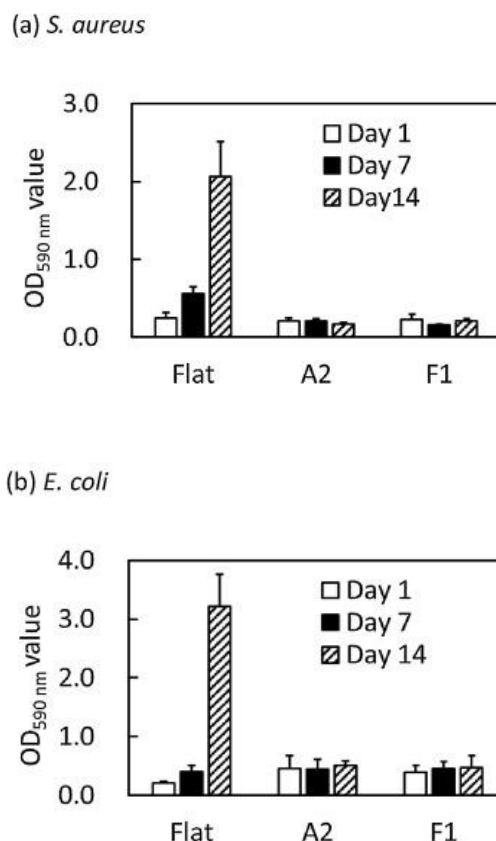 (a) S. aureus
3.0
2.0
1.0
0.0
OD590 nm value
Day 1
Day 7
Day14
Flat A2 F1
(b) E. coli
4.0
3.0
2.0
1.0
0.0
OD590 nm value
Day 1
Day 7
Day 14
Flat A2 F1